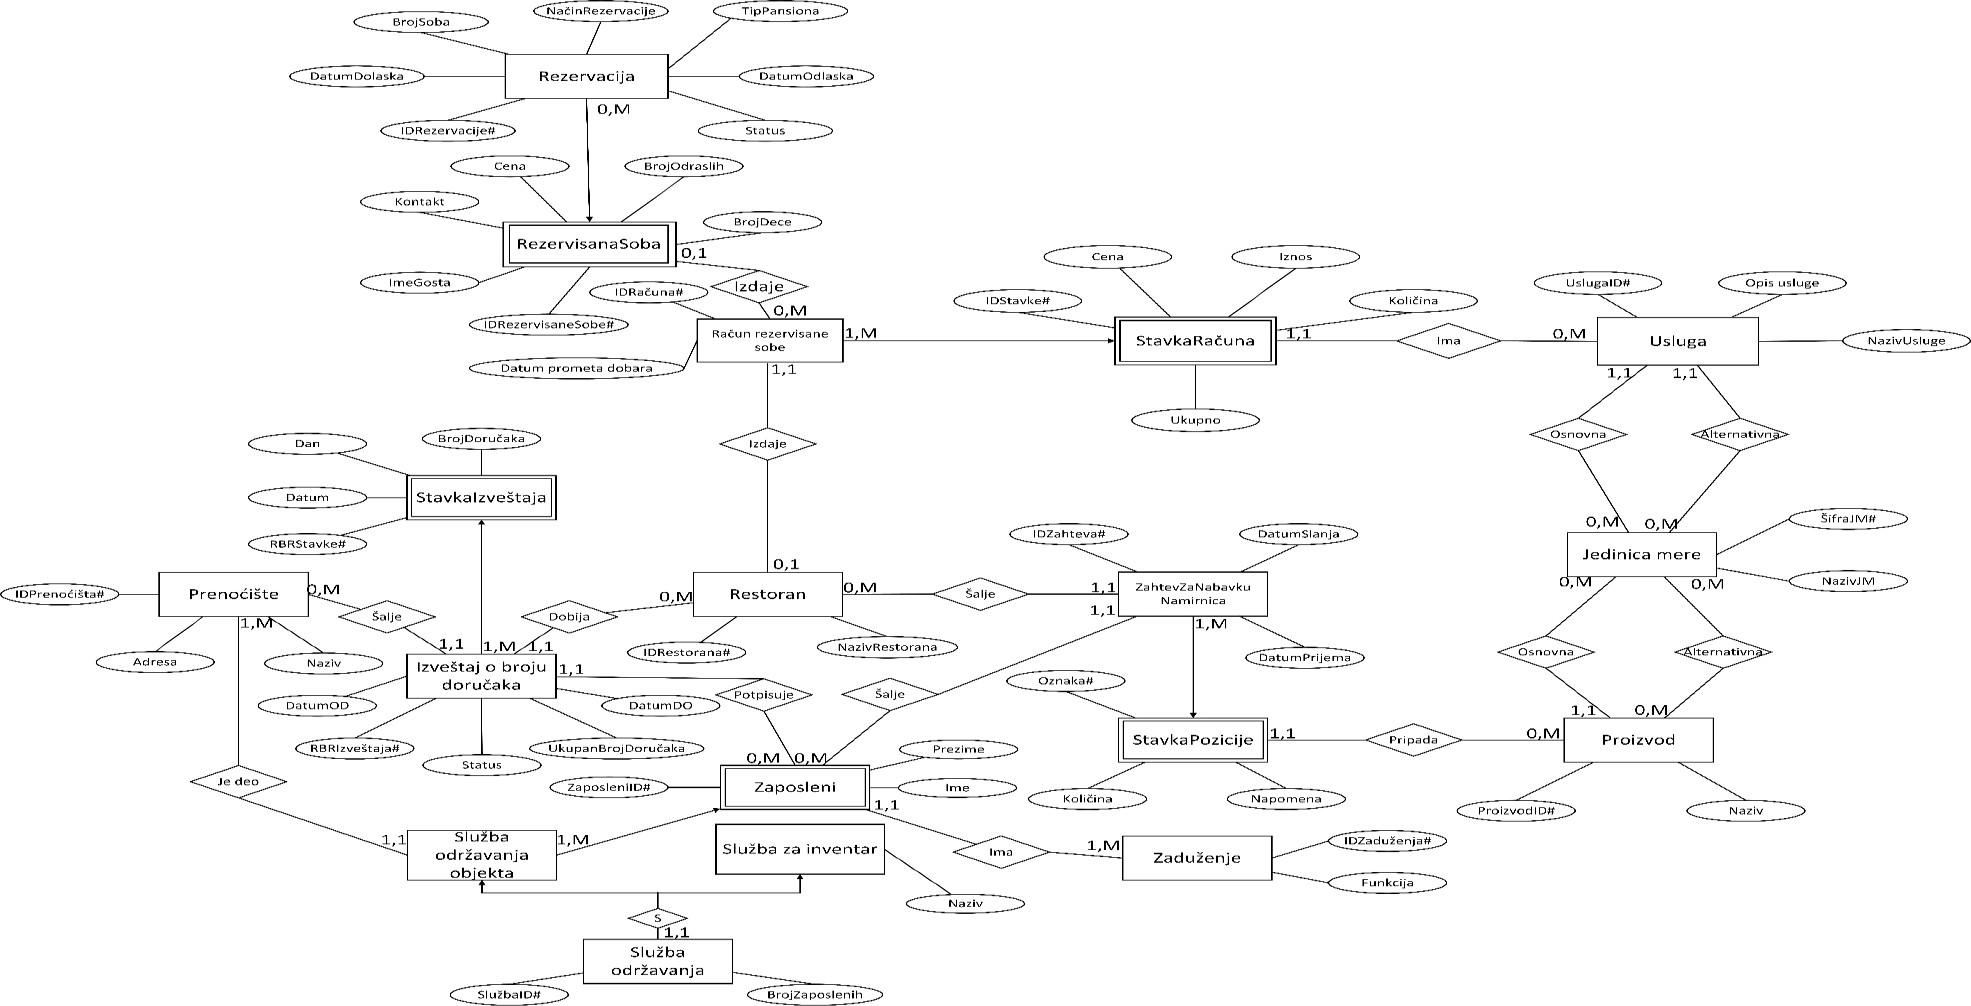 NačinRezervacije
TipPansiona
BrojSoba
Rezervacija
DatumDolaska
DatumOdlaska
0,M
IDRezervacije#
Status
Cena
BrojOdraslih
Kontakt
BrojDece
RezervisanaSoba
0,1
ImeGosta
Izdaje
IDRačuna#
IDRezervisaneSobe#
0,M
Račun rezervisane
sobe
1,M
Datum prometa dobara
1,1
Cena
Iznos
IDStavke#
Količina
StavkaRačuna
1,1
Ima
0,M
Ukupno
UslugaID#
Opis usluge
Usluga
NazivUsluge
1,1
1,1
Osnovna
Alternativna
0,M
0,M
ŠifraJM#
Jedinica mere
NazivJM
0,M
0,M
Osnovna
Alternativna
1,1
0,M
Izdaje
0,1
Dan
BrojDoručaka
StavkaIzveštaja
Datum
RBRStavke#
IDPrenoćišta#
Prenoćište
0,M
Šalje
1,M
Adresa
Naziv
1,1
1,M
1,1
Dobija
0,M
Restoran
0,M
Šalje
1,1
IDRestorana#
NazivRestorana
IDZahteva#
DatumSlanja
ZahtevZaNabavku
Namirnica
1,1
1,M
DatumPrijema
Izveštaj o broju
doručaka
1,1
DatumOD
DatumDO
RBRIzveštaja#
UkupanBrojDoručaka
Status
Potpisuje
Šalje
Oznaka#
StavkaPozicije
1,1
Pripada
0,M
Proizvod
Količina
Napomena
ProizvodID#
Naziv
0,M
0,M
Prezime
ZaposleniID#
Zaposleni
Ime
1,1
Je deo
1,1
Služba
održavanja
objekta
1,M
Služba za inventar
Ima
1,M
Zaduženje
IDZaduženja#
Funkcija
Naziv
S
1,1
Služba
održavanja
SlužbaID#
BrojZaposlenih